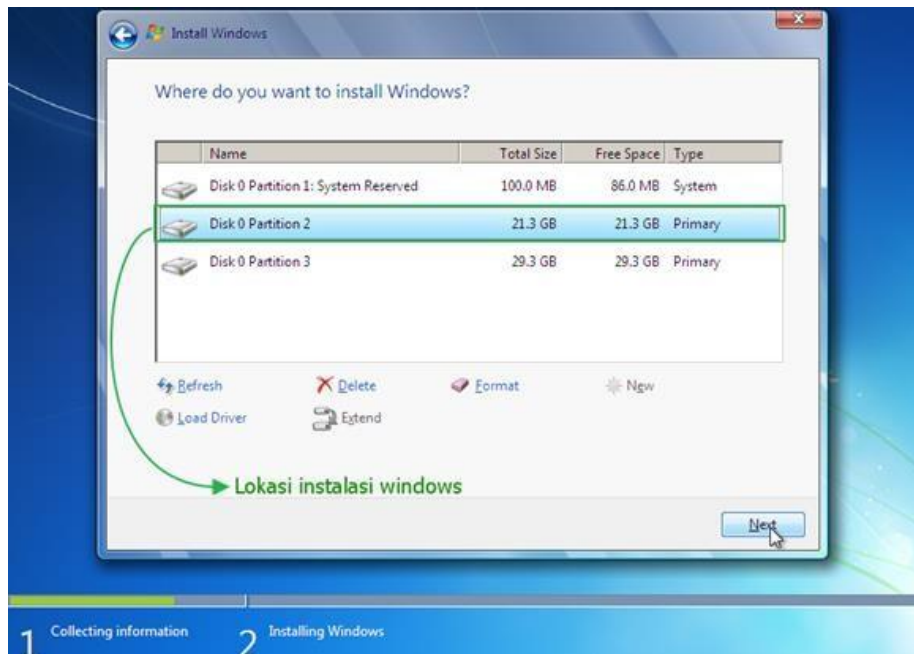 Install Windows
Where do you want to install Windows?
Name Total Size Free Space Type
Disk 0 Partition 1: System Reserved 100.0 MB 86.0 MB System
Disk 0 Partition 2 21.3 GB 21.3 GB Primary
Disk 0 Partition 3 29.3 GB 29.3 GB Primary
Refresh Delete Format New
Load Driver Extend
Lokasi instalasi windows
Next
1 Collecting information 2 Installing Windows